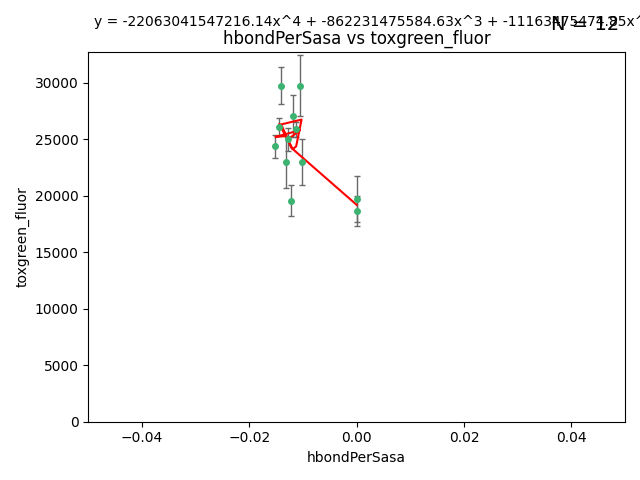 y = -22063041547216.14x^4 + -862231475584.63x^3 +
N = 12
hbondPerSasa vs toxgreen_fluor
toxgreen_fluor
30000
25000
20000
15000
10000
5000
0
−0.04
−0.02
0.00
0.02
0.04
hbondPerSasa